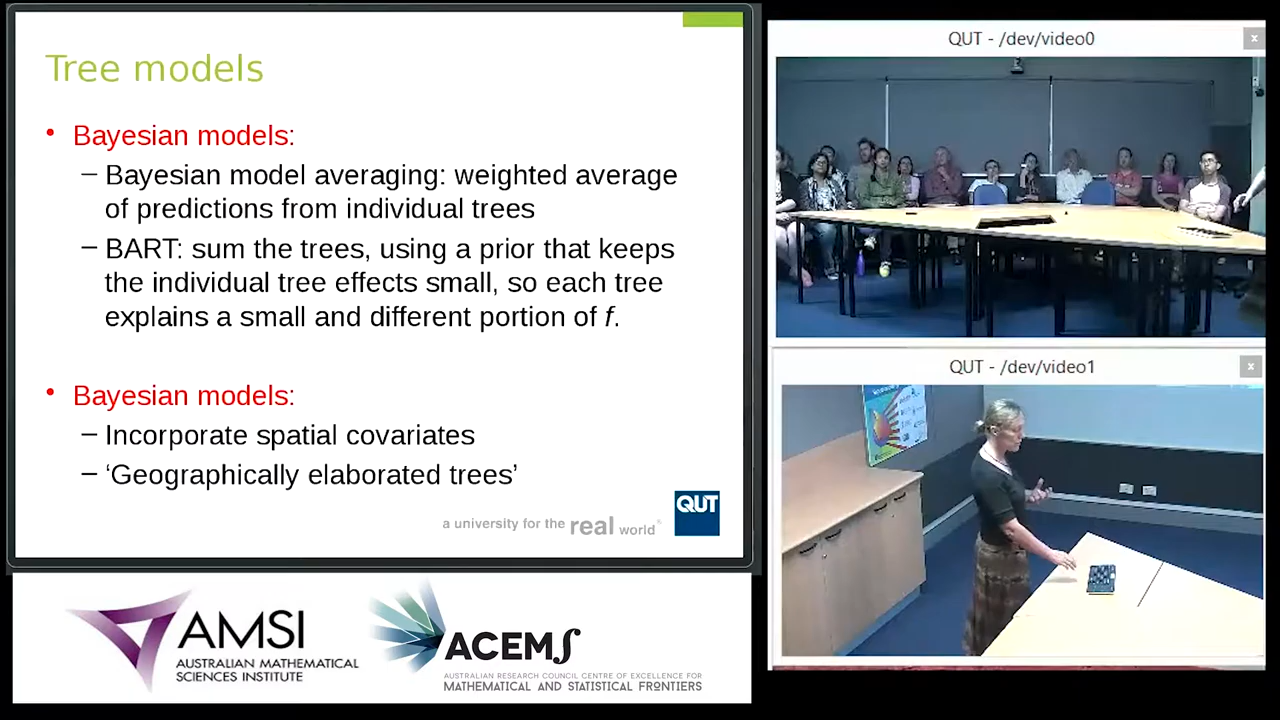 Tree models
• Bayesian models:
– Bayesian model averaging: weighted average
of predictions from individual trees
– BART: sum the trees, using a prior that keeps
the individual tree effects small, so each tree
explains a small and different portion of f.
• Bayesian models:
– Incorporate spatial covariates
– ‘Geographically elaborated trees’
a university for the real world®
QUT
AMSI
AUSTRALIAN MATHEMATICAL
SCIENCES INSTITUTE
ACEMS
AUSTRALIAN RESEARCH COUNCIL CENTRE OF EXCELLENCE FOR
MATHEMATICAL AND STATISTICAL FRONTIERS
QUT - /dev/video0
x
QUT - /dev/video1
x